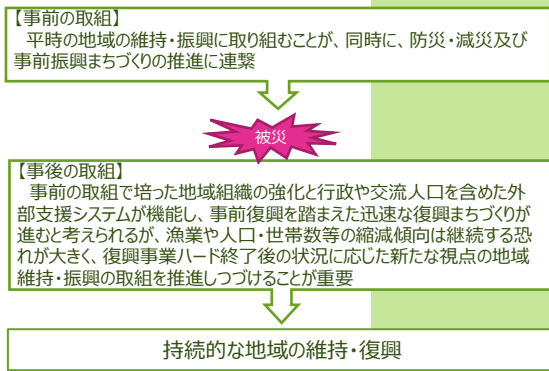 【事前の取組】
平時の地域の維持・振興に取り組むことが、同時に、防災・減災及び
事前振興まちづくりの推進に連繋
被災
【事後の取組】
事前の取組で培った地域組織の強化と行政や交流人口を含めた外
部支援システムが機能し、事前復興を踏まえた迅速な復興まちづくりが
進むと考えられるが、漁業や人口・世帯数等の縮減傾向は継続する恐
れが大きく、復興事業ハード終了後の状況に応じた新たな視点の地域
維持・振興の取組を推進しつづけることが重要
持続的な地域の維持・復興